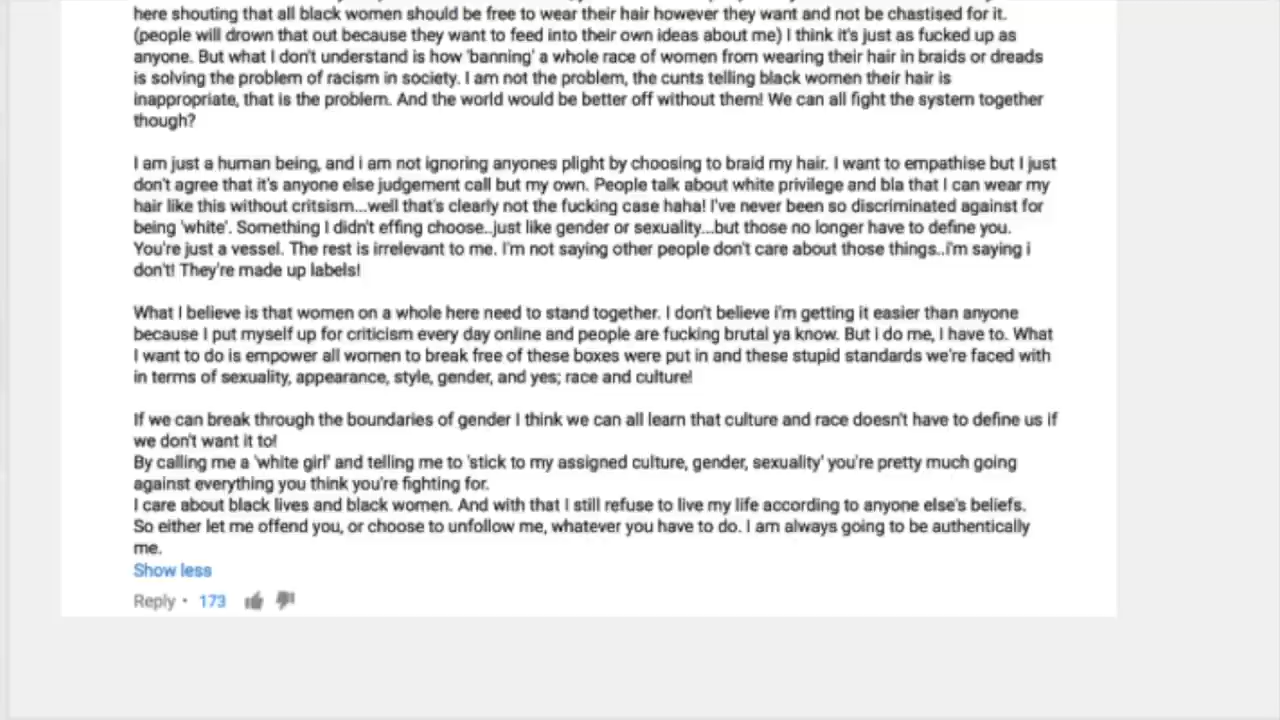 here shouting that all black women should be free to wear their hair however they want and not be chastised for it.
(people will drown that out because they want to feed into their own ideas about me) I think it's just as fucked up as
anyone. But what I don't understand is how 'banning' a whole race of women from wearing their hair in braids or dreads
is solving the problem of racism in society. I am not the problem, the cunts telling black women their hair is
inappropriate, that is the problem. And the world would be better off without them! We can all fight the system together
though?
I am just a human being, and i am not ignoring anyones plight by choosing to braid my hair. I want to empathise but I just
don't agree that it's anyone else judgement call but my own. People talk about white privilege and bla that I can wear my
hair like this without critsism...well that's clearly not the fucking case haha! I've never been so discriminated against for
being 'white'. Something I didn't effing choose..just like gender or sexuality...but those no longer have to define you.
You're just a vessel. The rest is irrelevant to me. I'm not saying other people don't care about those things..i'm saying i
don't! They're made up labels!
What I believe is that women on a whole here need to stand together. I don't believe i'm getting it easier than anyone
because I put myself up for criticism every day online and people are fucking brutal ya know. But i do me, I have to. What
I want to do is empower all women to break free of these boxes were put in and these stupid standards we're faced with
in terms of sexuality, appearance, style, gender, and yes; race and culture!
If we can break through the boundaries of gender I think we can all learn that culture and race doesn't have to define us if
we don't want it to!
By calling me a 'white girl' and telling me to 'stick to my assigned culture, gender, sexuality' you're pretty much going
against everything you think you're fighting for.
I care about black lives and black women. And with that I still refuse to live my life according to anyone else's beliefs.
So either let me offend you, or choose to unfollow me, whatever you have to do. I am always going to be authentically
me.
Show less
Reply • 173